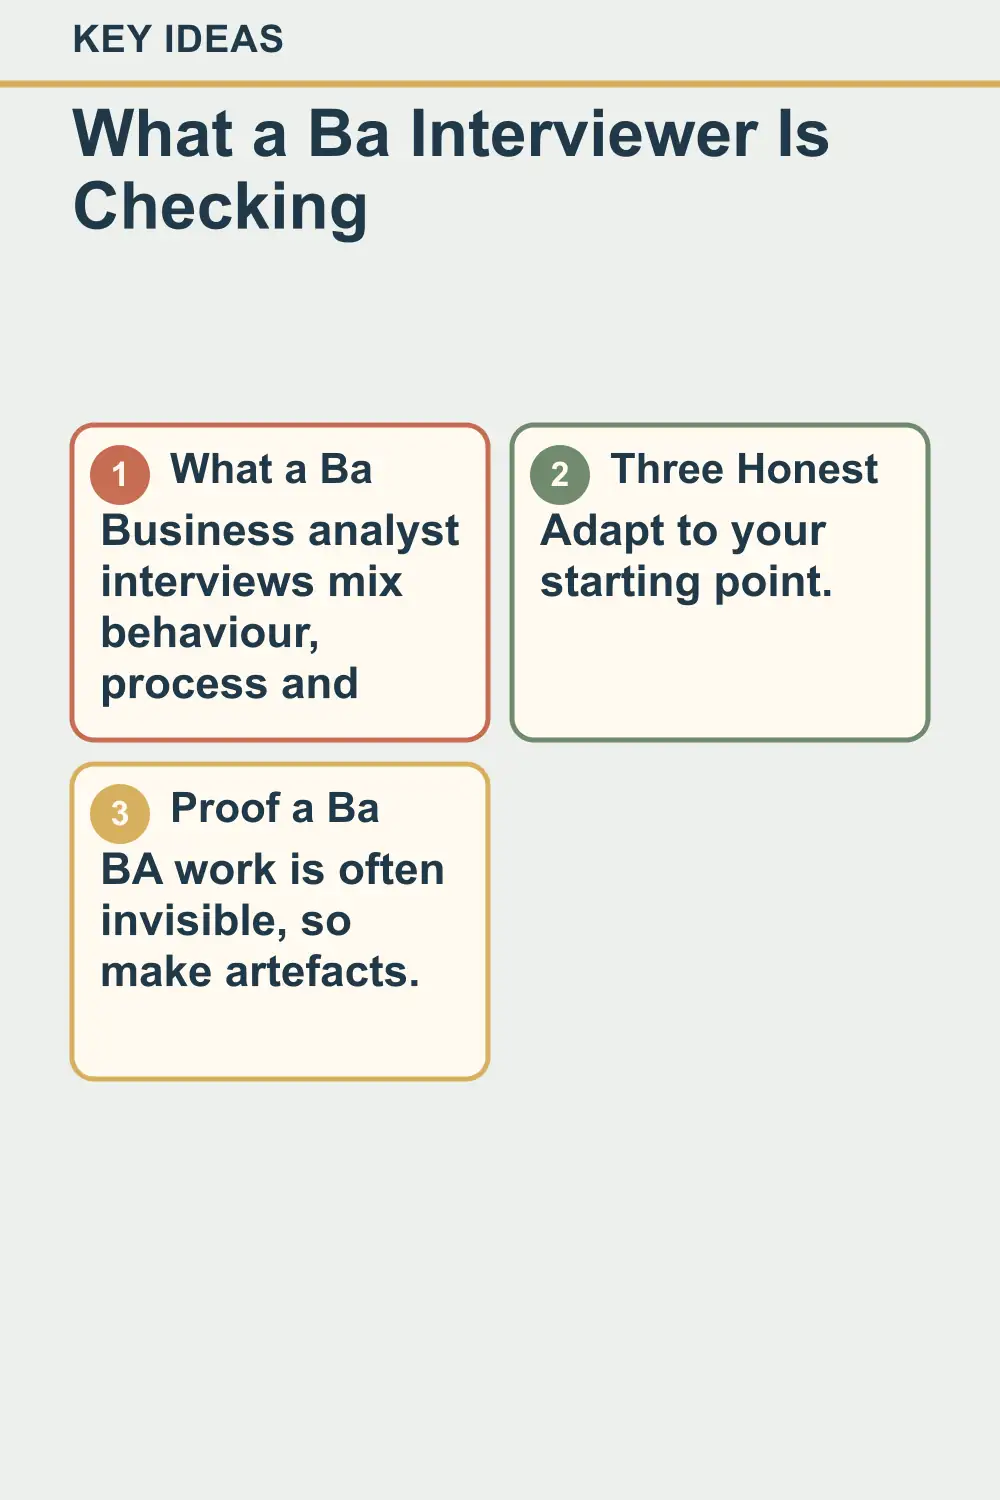 KEY IDEAS
What a Ba Interviewer Is
Checking
1 What a Ba
Business analyst
interviews mix
behaviour,
process and
2 Three Honest
Adapt to your
starting point.
3 Proof a Ba
BA work is often
invisible, so
make artefacts.